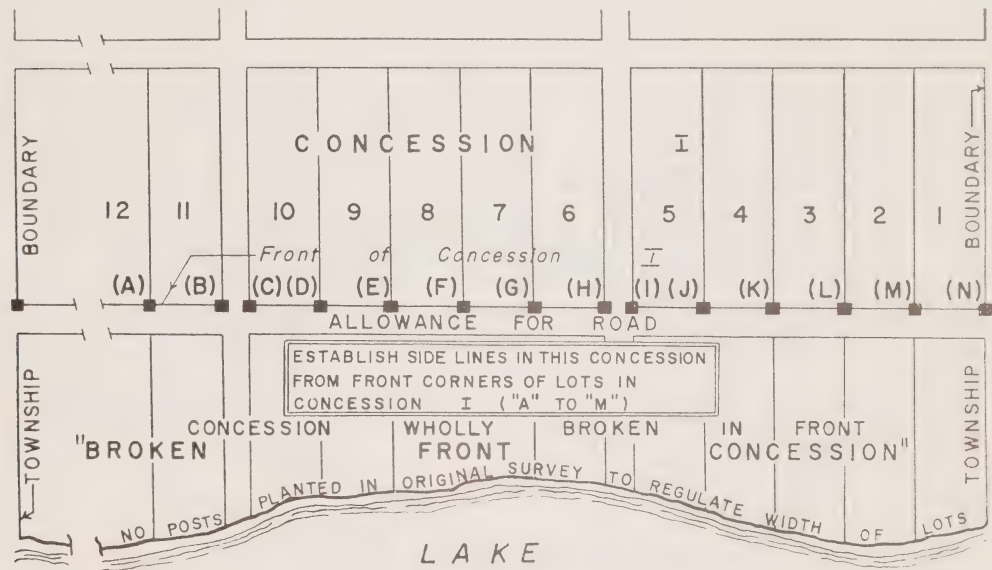 CONCESSION I
BOUNDARY
BOUNDARY
12 11 10 9 8 7 6 5 4 3 2 1
Front of Concession I
(A) (B) (C) (D) (E) (F) (G) (H) (I) (J) (K) (L) (M) (N)
ALLOWANCE FOR ROAD
ESTABLISH SIDE LINES IN THIS CONCESSION
FROM FRONT CORNERS OF LOTS IN
CONCESSION I ("A" TO "M")
TOWNSHIP
TOWNSHIP
CONCESSION WHOLLY BROKEN IN FRONT
"BROKEN FRONT CONCESSION"
NO POSTS PLANTED IN ORIGINAL SURVEY TO REGULATE WIDTH OF LOTS
LAKE